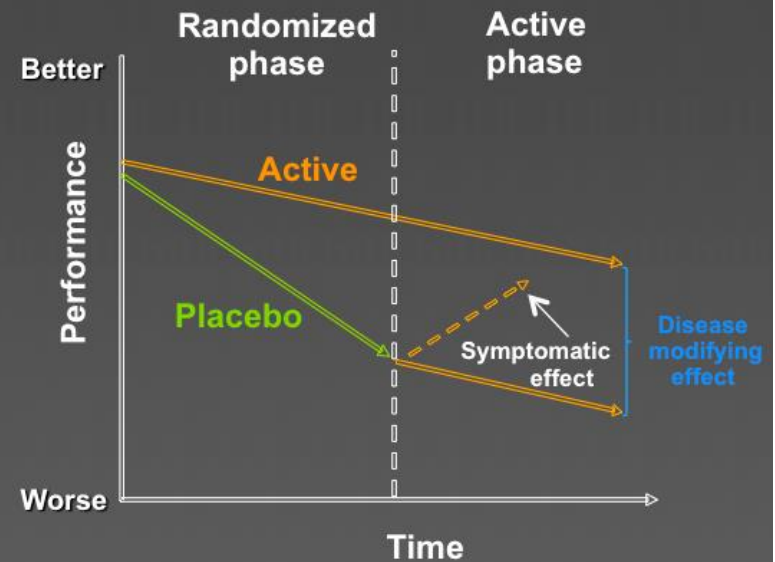 Randomized
phase
Active
phase
Better
Performance
Active
Placebo
Symptomatic
effect
Disease
modifying
effect
Worse
Time